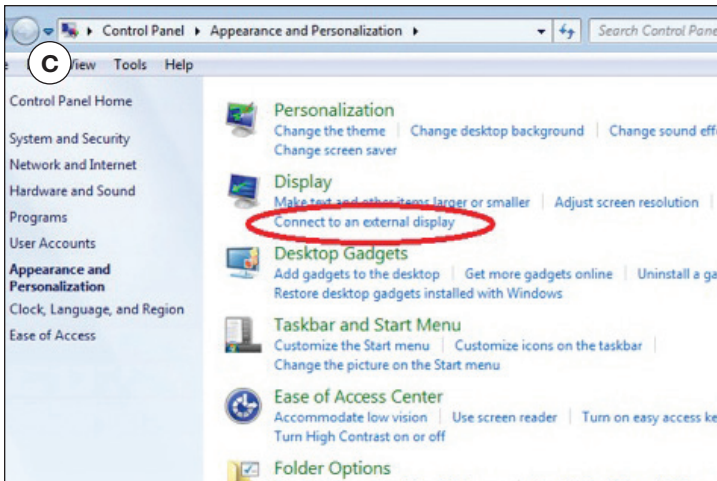 Control Panel ▸ Appearance and Personalization ▸ Search Control Pane
C View Tools Help
Control Panel Home
System and Security
Network and Internet
Hardware and Sound
Programs
User Accounts
Appearance and
Personalization
Clock, Language, and Region
Ease of Access
Personalization
Change the theme Change desktop background Change sound eff
Change screen saver
Display
Make text and other items larger or smaller Adjust screen resolution
Connect to an external display
Desktop Gadgets
Add gadgets to the desktop Get more gadgets online Uninstall a ga
Restore desktop gadgets installed with Windows
Taskbar and Start Menu
Customize the Start menu Customize icons on the taskbar
Change the picture on the Start menu
Ease of Access Center
Accommodate low vision Use screen reader Turn on easy access ke
Turn High Contrast on or off
Folder Options